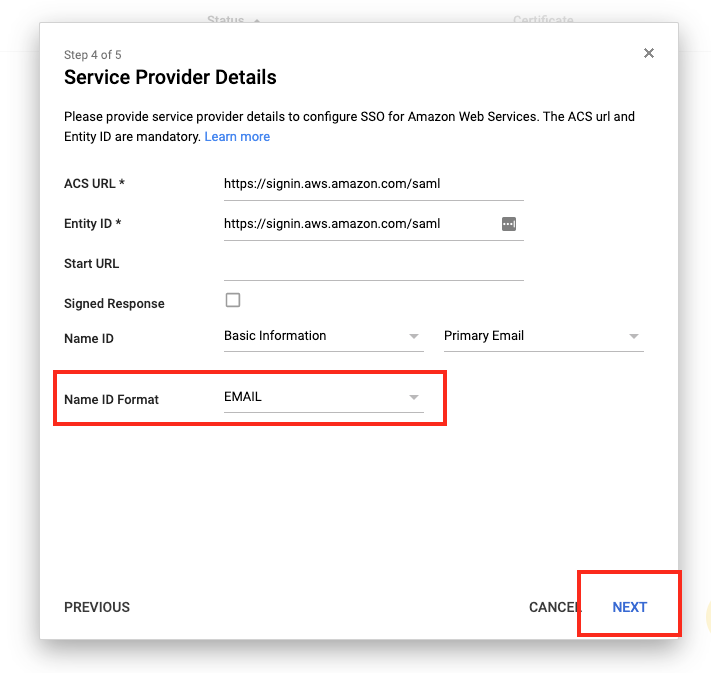 Status
Certificate
Step 4 of 5
Service Provider Details
Please provide service provider details to configure SSO for Amazon Web Services. The ACS url and
Entity ID are mandatory. Learn more
ACS URL * https://signin.aws.amazon.com/saml
Entity ID * https://signin.aws.amazon.com/saml
Start URL
Signed Response
Name ID Basic Information Primary Email
Name ID Format EMAIL
PREVIOUS CANCEL NEXT